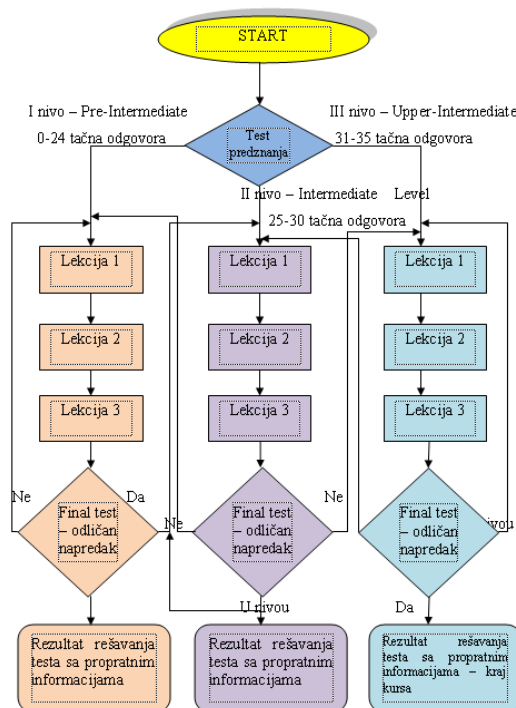 START
I nivo – Pre-Intermediate
III nivo – Upper-Intermediate
0-24 tačna odgovora
Test
predznanja
31-35 tačna odgovora
II nivo – Intermediate
Level
25-30 tačna odgovora
Lekcija 1
Lekcija 1
Lekcija 1
Lekcija 2
Lekcija 2
Lekcija 2
Lekcija 3
Lekcija 3
Lekcija 3
Ne
Da
Ne
Ne
Final test
– odličan
napredak
Final test
– odličan
napredak
Final test
– odličan
napredak
U nivou
Da
Rezultat rešavanja
testa sa propratnim
informacijama
Rezultat rešavanja
testa sa propratnim
informacijama
Rezultat rešavanja
testa sa propratnim
informacijama – kraj
kursa